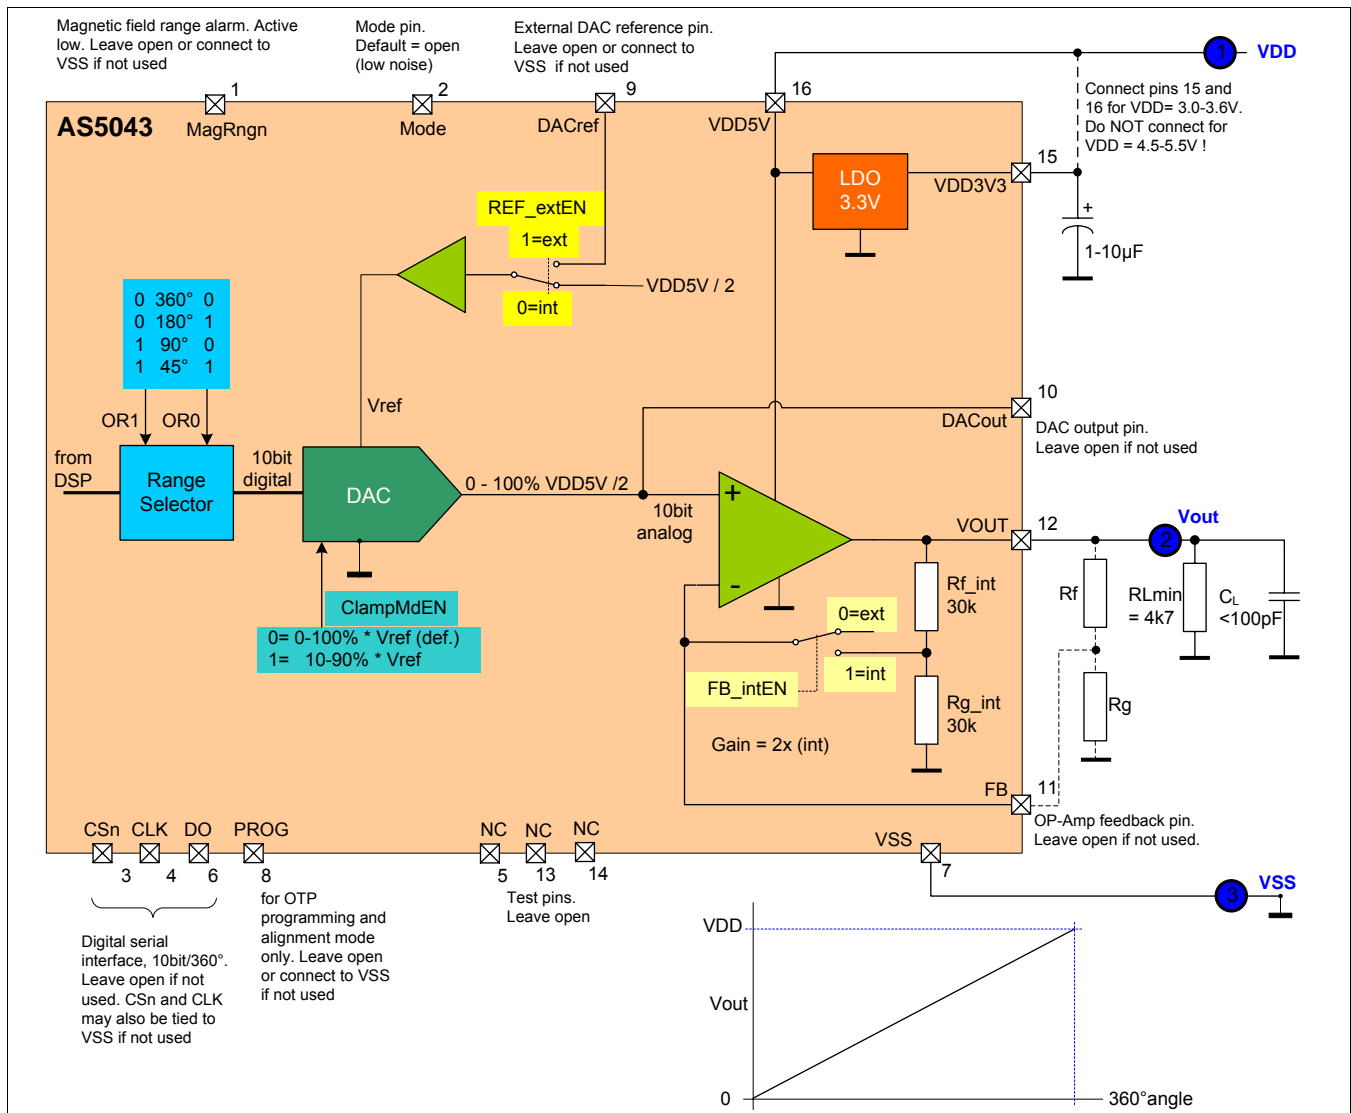 Magnetic field range alarm. Active
low. Leave open or connect to
VSS if not used
Mode pin.
Default = open
(low noise)
External DAC reference pin.
Leave open or connect to
VSS if not used
1
VDD
1
2
9
16
Connect pins 15 and
16 for VDD= 3.0-3.6V.
Do NOT connect for
VDD = 4.5-5.5V !
AS5043
MagRngn
Mode
DACref
VDD5V
15
LDO
3.3V
VDD3V3
REF_extEN
1=ext
+
1-10µF
VDD5V / 2
0=int
0 360° 0
0 180° 1
1 90° 0
1 45° 1
Vref
OR1
OR0
10
DACout
DAC output pin.
Leave open if not used
from
DSP
Range
Selector
10bit
digital
DAC
0 - 100% VDD5V /2
10bit
analog
+
-
VOUT
12
2
Vout
Rf_int
30k
Rf
RLmin
= 4k7
CL
<100pF
ClampMdEN
0= 0-100% * Vref (def.)
1= 10-90% * Vref
0=ext
1=int
FB_intEN
Rg_int
30k
Rg
Gain = 2x (int)
FB
11
OP-Amp feedback pin.
Leave open if not used.
CSn
CLK
DO
PROG
NC
NC
NC
VSS
3
4
6
8
5
13
14
7
for OTP
programming and
alignment mode
only. Leave open
or connect to VSS
if not used
Test pins.
Leave open
3
VSS
Digital serial
interface, 10bit/360°.
Leave open if not
used. CSn and CLK
may also be tied to
VSS if not used
VDD
Vout
0
360°angle